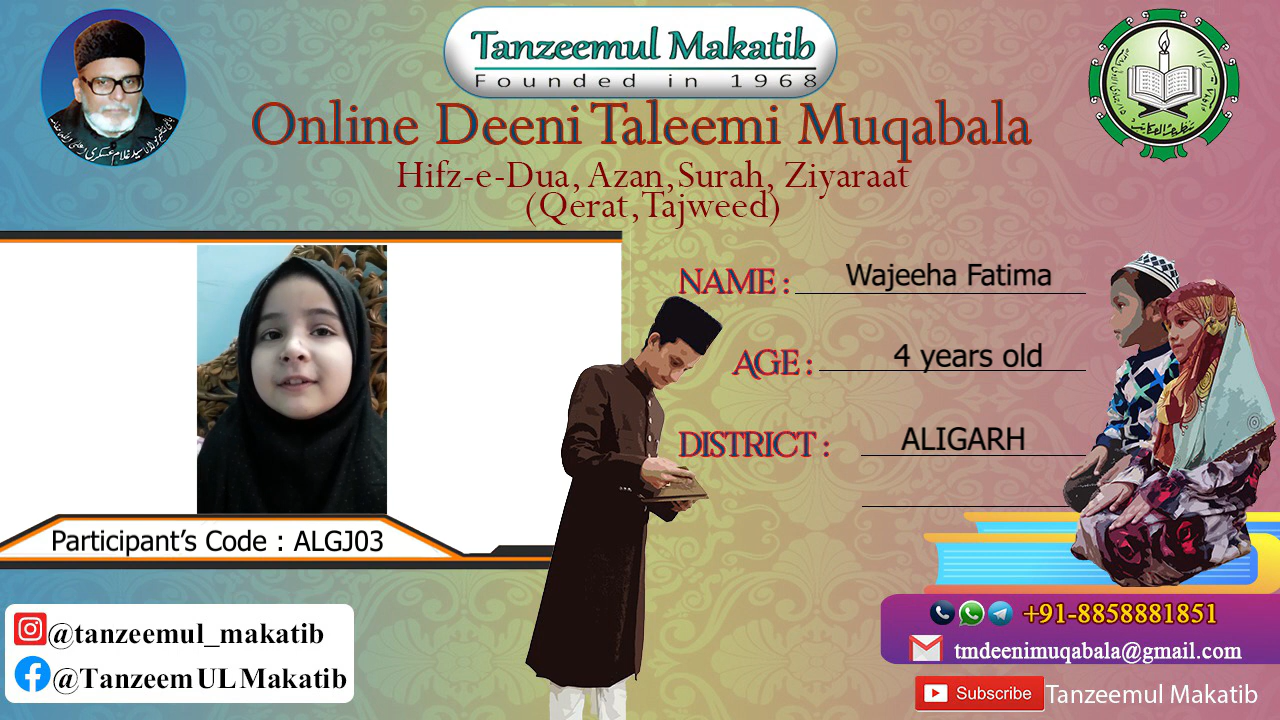 Tanzeemul Makatib
Founded in 1968
Online Deeni Taleemi Muqabala
Hifz-e-Dua, Azan, Surah, Ziyaraat
(Qerat, Tajweed)
NAME : Wajeeha Fatima
AGE : 4 years old
DISTRICT : ALIGARH
Participant's Code : ALGJ03
@tanzeemul_makatib
@Tanzeem UL Makatib
+91-8858881851
tmdeenimuqabala@gmail.com
Subscribe Tanzeemul Makatib